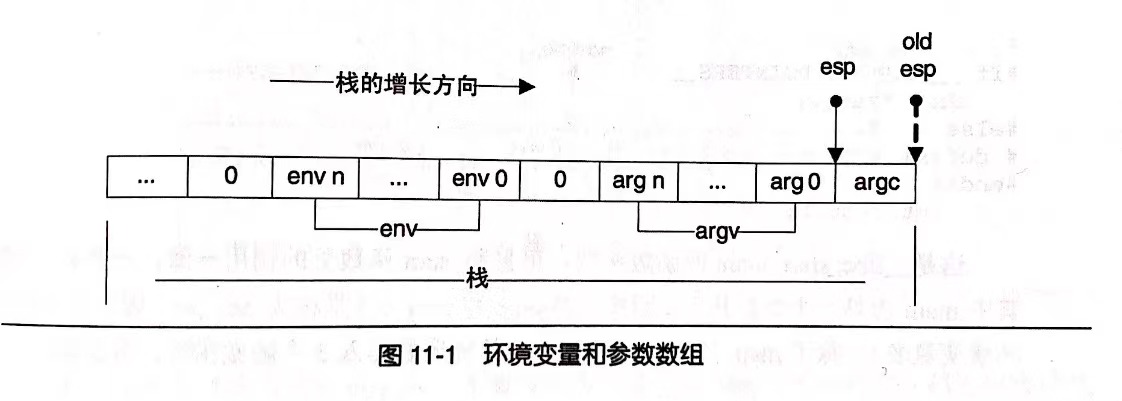 old
esp
esp
栈的增长方向
... 0 env n ... env 0 0 arg n ... arg 0 argc
env
argv
栈
图 11-1 环境变量和参数数组